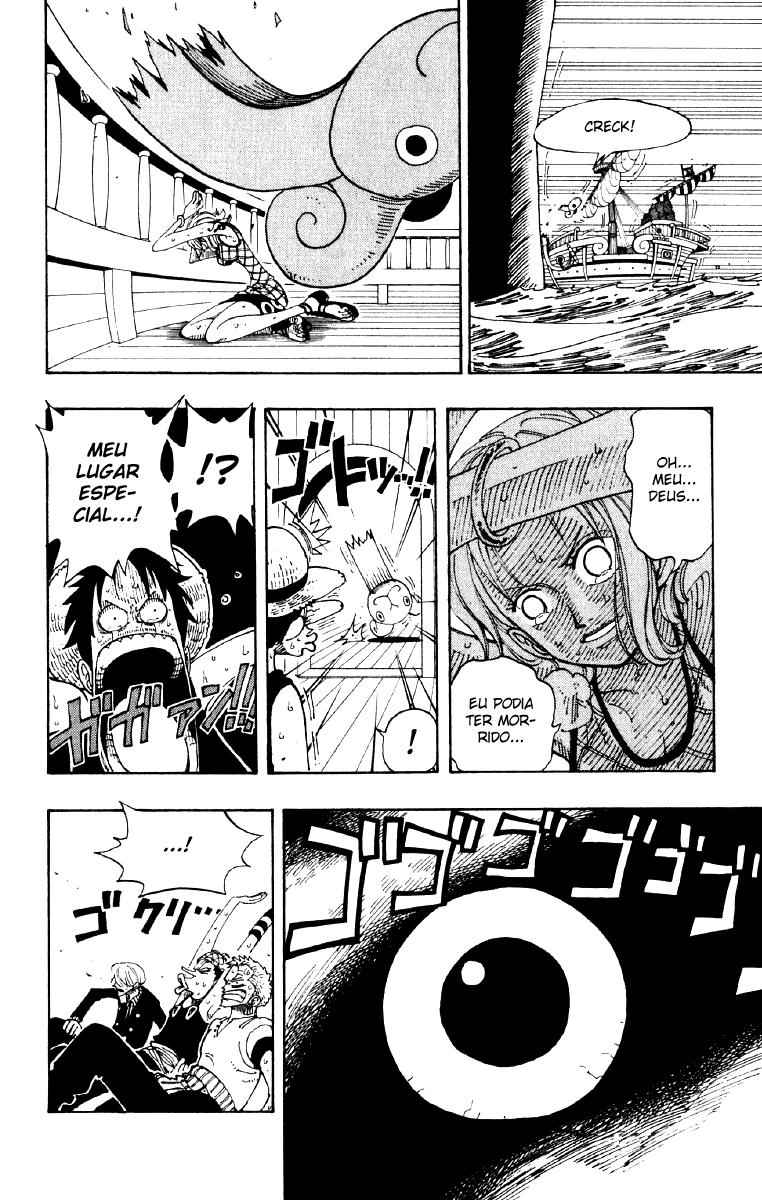 CRECK!
OH...
MEU...
DEUS...
EU PODIA
TER MOR-
RIDO...
ゴトッ!!
!
!?
MEU
LUGAR
ESPE-
CIAL...!
ガガァン!!!
ゴゴゴゴゴゴ
...!
ゴクリ…